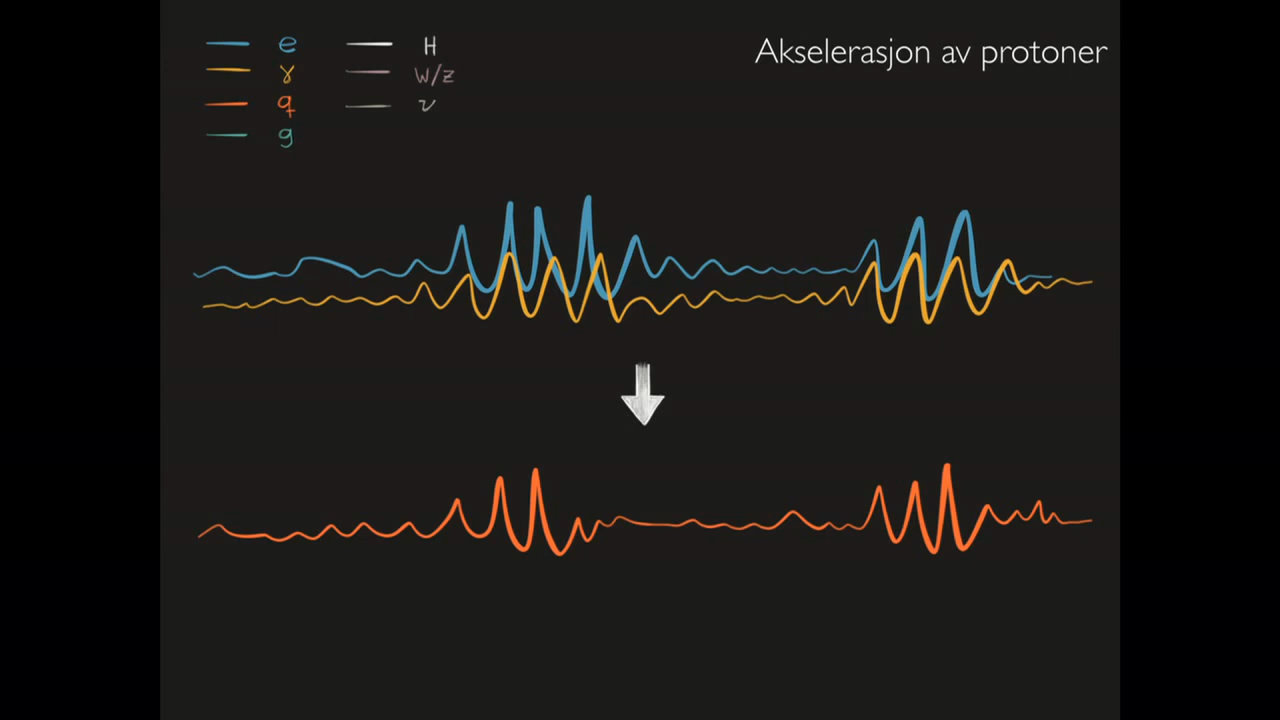 Akselerasjon av protoner
e H
γ W/Z
q ν
g